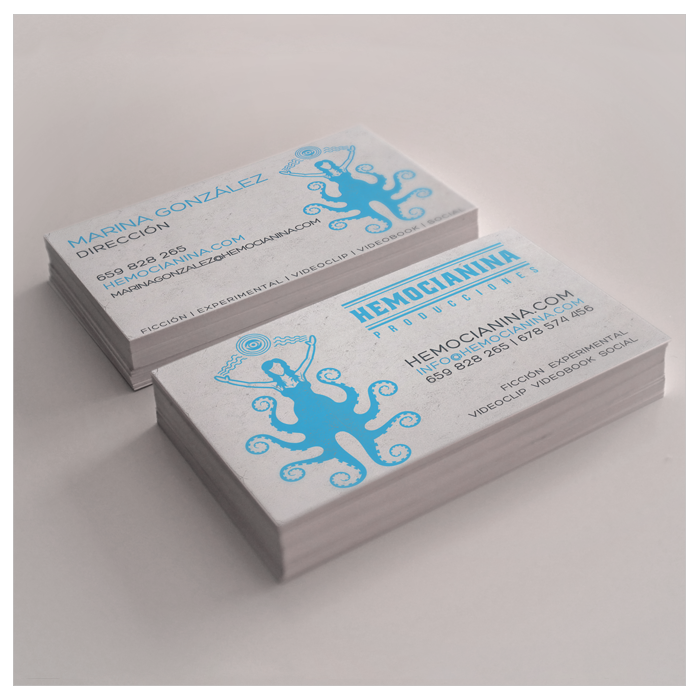 MARINA GONZÁLEZ
DIRECCIÓN
659 828 265
HEMOCIANINA.COM
MARINAGONZALEZ@HEMOCIANINA.COM
FICCIÓN | EXPERIMENTAL | VIDEOCLIP | VIDEOBOOK | SOCIAL
HEMOCIANINA
PRODUCCIONES
HEMOCIANINA.COM
INFO@HEMOCIANINA.COM
659 828 265 | 678 574 456
FICCIÓN EXPERIMENTAL
VIDEOCLIP VIDEOBOOK SOCIAL